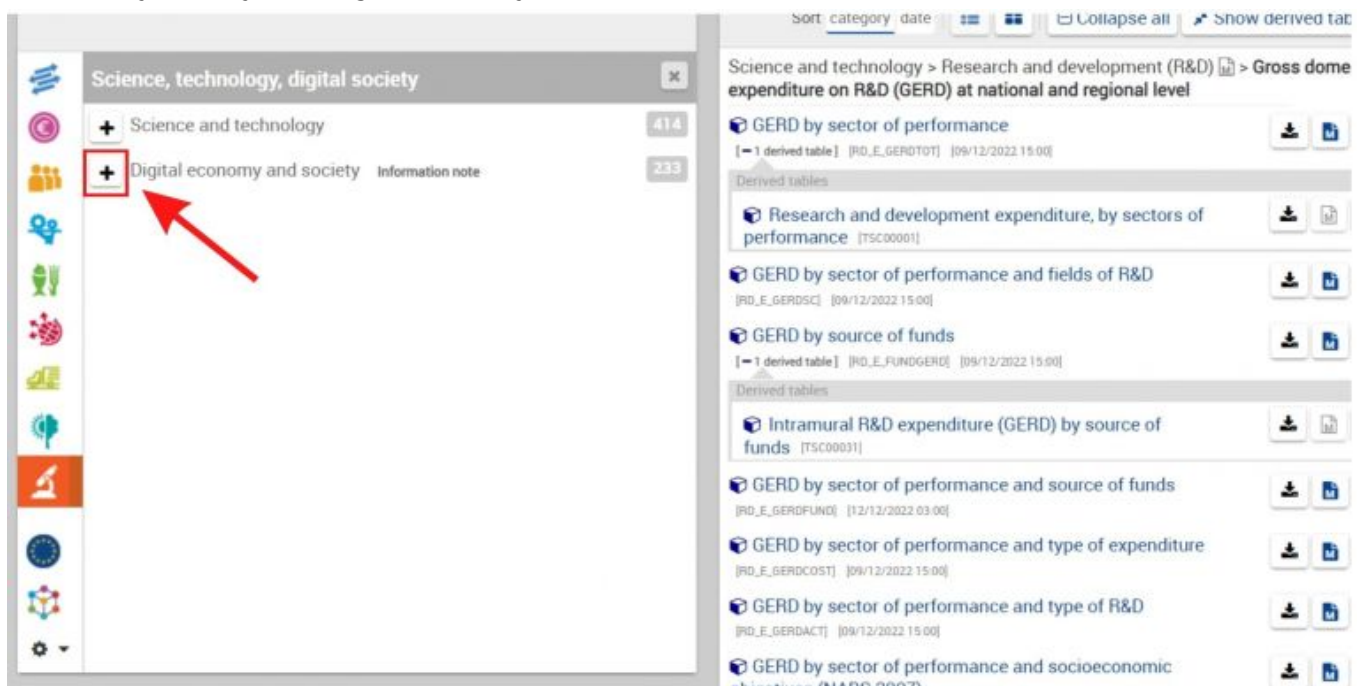 Sort category date Collapse all Show derived tab
Science, technology, digital society
Science and technology 414
Digital economy and society Information note 233
Science and technology > Research and development (R&D) > Gross dome
expenditure on R&D (GERD) at national and regional level
GERD by sector of performance
[1 derived table] [RD_E_GERDTOT] [09/12/2022 15:00]
Derived tables
Research and development expenditure, by sectors of
performance [TSC00001]
GERD by sector of performance and fields of R&D
[RD_E_GERDSC] [09/12/2022 15:00]
GERD by source of funds
[1 derived table] [RD_E_FUNDGERD] [09/12/2022 15:00]
Derived tables
Intramural R&D expenditure (GERD) by source of
funds [TSC00031]
GERD by sector of performance and source of funds
[RD_E_GERDFUND] [12/12/2022 03:00]
GERD by sector of performance and type of expenditure
[RD_E_GERDCOST] [09/12/2022 15:00]
GERD by sector of performance and type of R&D
[RD_E_GERDACT] [09/12/2022 15:00]
GERD by sector of performance and socioeconomic